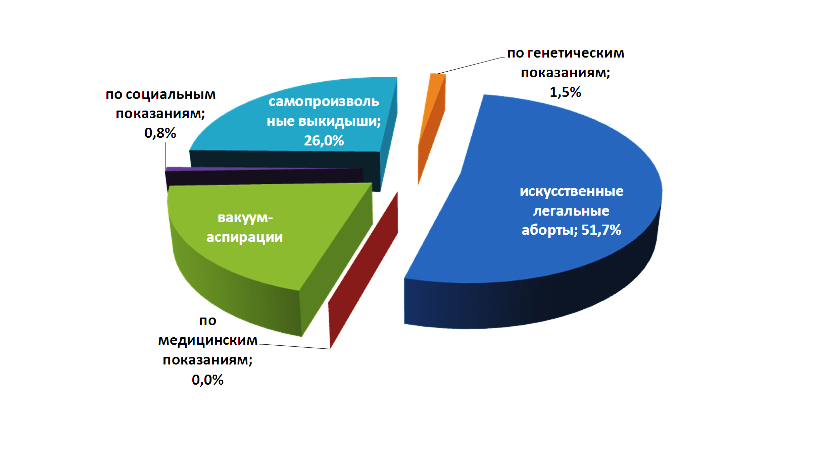 по генетическим
показаниям;
1,5%
искусственные
легальные
аборты; 51,7%
по
медицинским
показаниям;
0,0%
вакуум-
аспирации
по социальным
показаниям;
0,8%
самопроизволь
ные выкидыши;
26,0%